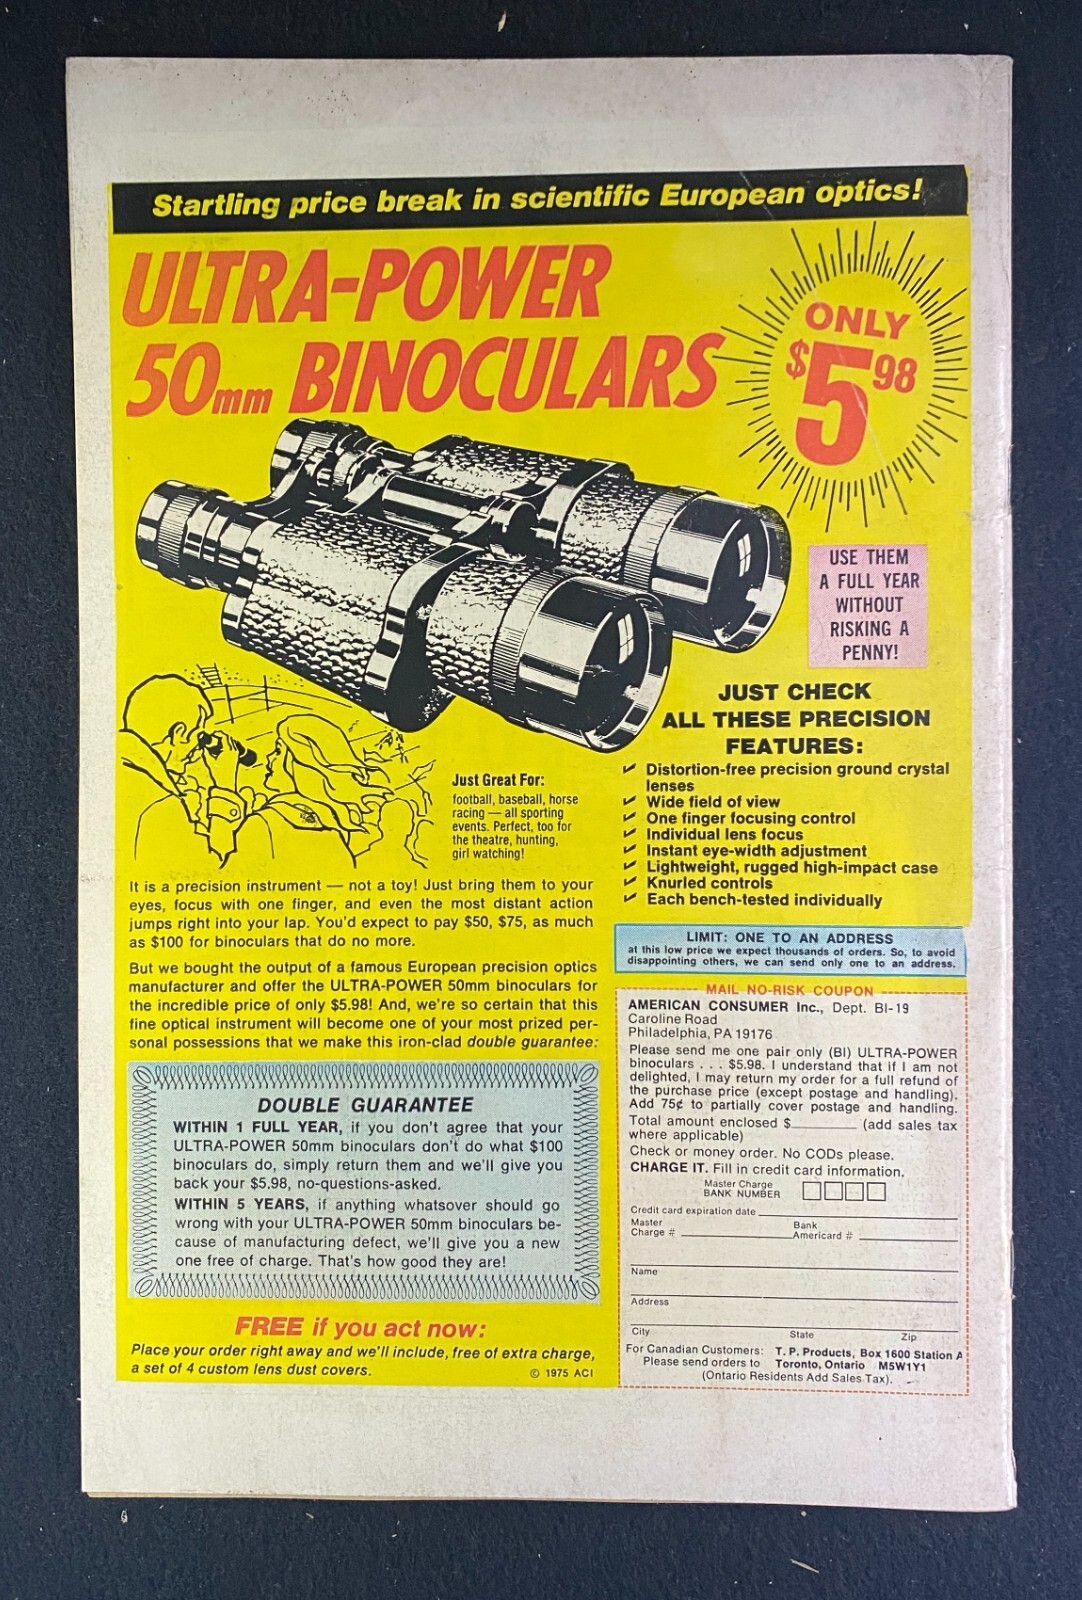 Startling price break in scientific European optics!
ULTRA-POWER
50mm BINOCULARS
ONLY
$5.98
USE THEM
A FULL YEAR
WITHOUT
RISKING A
PENNY!
JUST CHECK
ALL THESE PRECISION
FEATURES:
✓ Distortion-free precision ground crystal
lenses
✓ Wide field of view
✓ One finger focusing control
✓ Individual lens focus
✓ Instant eye-width adjustment
✓ Lightweight, rugged high-impact case
✓ Knurled controls
✓ Each bench-tested individually
Just Great For:
football, baseball, horse
racing — all sporting
events. Perfect, too for
the theatre, hunting,
girl watching!
It is a precision instrument — not a toy! Just bring them to your
eyes, focus with one finger, and even the most distant action
jumps right into your lap. You'd expect to pay $50, $75, as much
as $100 for binoculars that do no more.
But we bought the output of a famous European precision optics
manufacturer and offer the ULTRA-POWER 50mm binoculars for
the incredible price of only $5.98! And, we're so certain that this
fine optical instrument will become one of your most prized per-
sonal possessions that we make this iron-clad double guarantee:
DOUBLE GUARANTEE
WITHIN 1 FULL YEAR, if you don't agree that your
ULTRA-POWER 50mm binoculars don't do what $100
binoculars do, simply return them and we'll give you
back your $5.98, no-questions-asked.
WITHIN 5 YEARS, if anything whatsoever should go
wrong with your ULTRA-POWER 50mm binoculars be-
cause of manufacturing defect, we'll give you a new
one free of charge. That's how good they are!
FREE if you act now:
Place your order right away and we'll include, free of extra charge,
a set of 4 custom lens dust covers.
© 1975 ACI
LIMIT: ONE TO AN ADDRESS
at this low price we expect thousands of orders. So, to avoid
disappointing others, we can send only one to an address.
MAIL NO-RISK COUPON
AMERICAN CONSUMER Inc., Dept. BI-19
Caroline Road
Philadelphia, PA 19176
Please send me one pair only (BI) ULTRA-POWER
binoculars . . . $5.98. I understand that if I am not
delighted, I may return my order for a full refund of
the purchase price (except postage and handling).
Add 75¢ to partially cover postage and handling.
Total amount enclosed $________ (add sales tax
where applicable)
Check or money order. No CODs please.
CHARGE IT. Fill in credit card information.
Master Charge
BANK NUMBER
Credit card expiration date
Master Bank
Charge # Americard #
Name
Address
City State Zip
For Canadian Customers: T. P. Products, Box 1600 Station A
Please send orders to Toronto, Ontario M5W1Y1
(Ontario Residents Add Sales Tax).